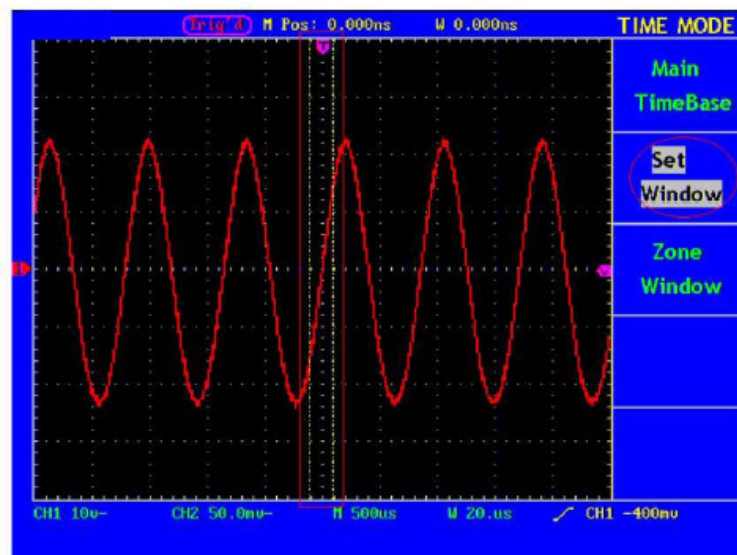 Trig'd M Pos: 0.000ns W 0.000ns TIME MODE
T
Main
TimeBase
Set
Window
Zone
Window
1
CH1 10v~ CH2 50.0mv~ M 500us W 20.us CH1 -400mv